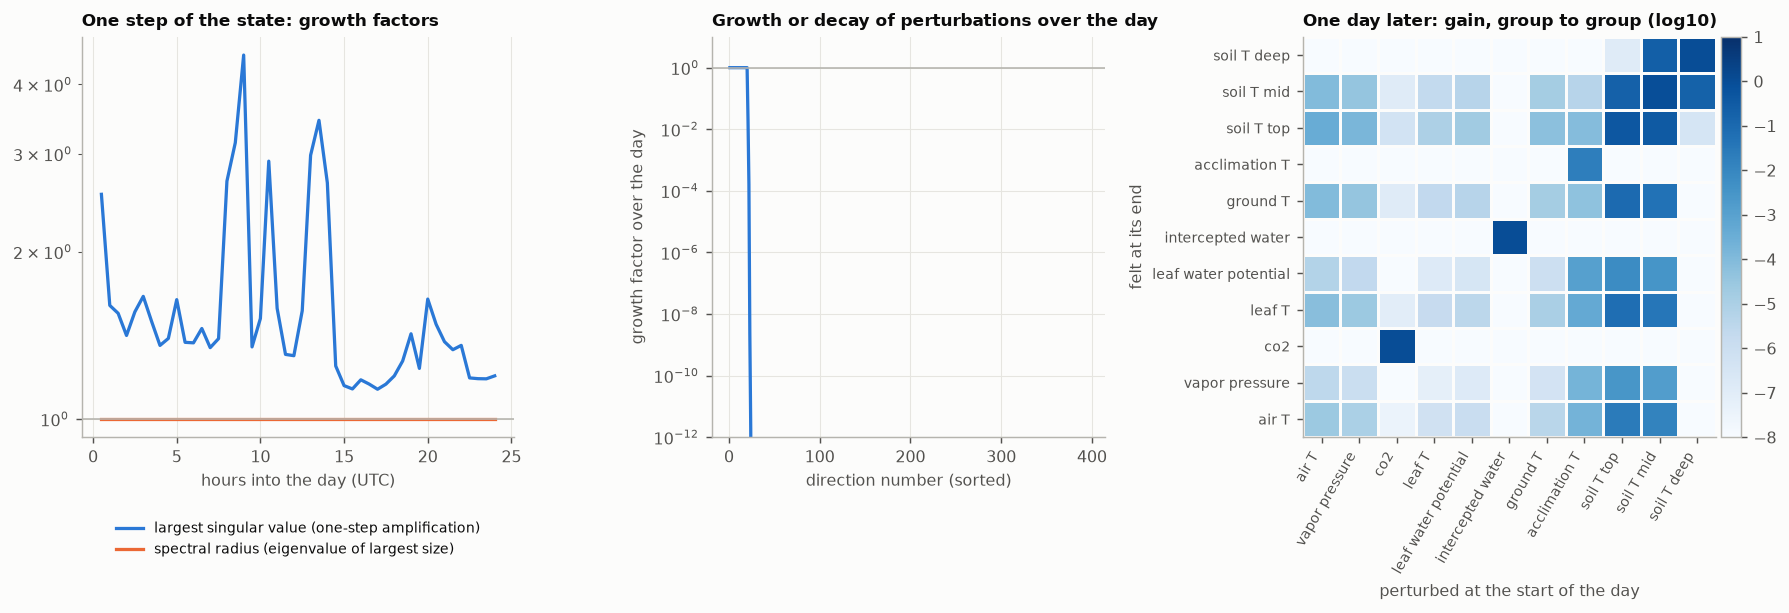 One step of the state: growth factors
4 × 10⁰
3 × 10⁰
2 × 10⁰
10⁰
0 5 10 15 20 25
hours into the day (UTC)
largest singular value (one-step amplification)
spectral radius (eigenvalue of largest size)
Growth or decay of perturbations over the day
growth factor over the day
10⁰
10⁻²
10⁻⁴
10⁻⁶
10⁻⁸
10⁻¹⁰
10⁻¹²
0 100 200 300 400
direction number (sorted)
One day later: gain, group to group (log10)
felt at its end
soil T deep
soil T mid
soil T top
acclimation T
ground T
intercepted water
leaf water potential
leaf T
co2
vapor pressure
air T
air T
vapor pressure
co2
leaf T
leaf water potential
intercepted water
ground T
acclimation T
soil T top
soil T mid
soil T deep
perturbed at the start of the day
1
0
−1
−2
−3
−4
−5
−6
−7
−8